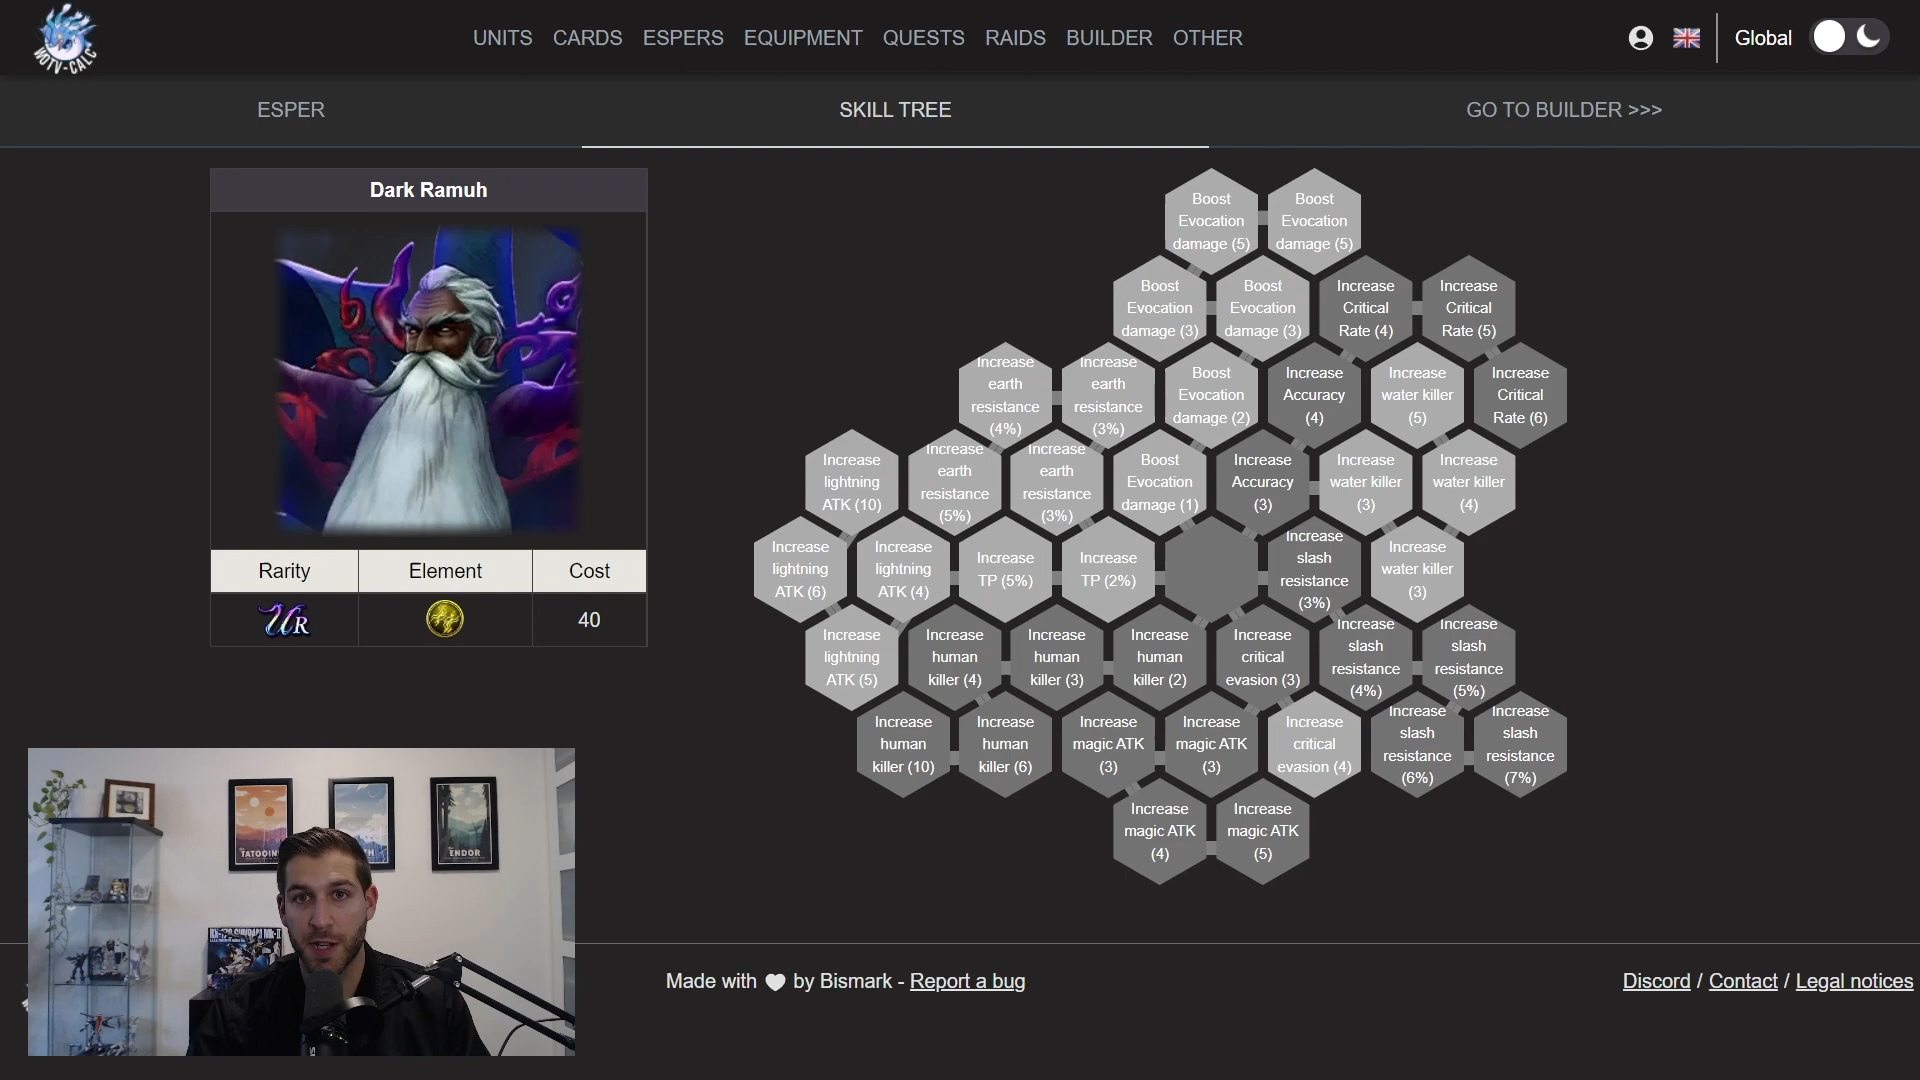 WOTV-CALC
UNITS CARDS ESPERS EQUIPMENT QUESTS RAIDS BUILDER OTHER
Global
ESPER
SKILL TREE
GO TO BUILDER >>>
Dark Ramuh
Rarity Element Cost
UR 40
Boost
Evocation
damage (5)
Boost
Evocation
damage (5)
Boost
Evocation
damage (3)
Boost
Evocation
damage (3)
Increase
Critical
Rate (4)
Increase
Critical
Rate (5)
Increase
earth
resistance
(4%)
Increase
earth
resistance
(3%)
Boost
Evocation
damage (2)
Increase
Accuracy
(4)
Increase
water killer
(5)
Increase
Critical
Rate (6)
Increase
lightning
ATK (10)
Increase
earth
resistance
(5%)
Increase
earth
resistance
(3%)
Boost
Evocation
damage (1)
Increase
Accuracy
(3)
Increase
water killer
(3)
Increase
water killer
(4)
Increase
lightning
ATK (6)
Increase
lightning
ATK (4)
Increase
TP (5%)
Increase
TP (2%)
Increase
slash
resistance
(3%)
Increase
water killer
(3)
Increase
lightning
ATK (5)
Increase
human
killer (4)
Increase
human
killer (3)
Increase
human
killer (2)
Increase
critical
evasion (3)
Increase
slash
resistance
(4%)
Increase
slash
resistance
(5%)
Increase
human
killer (10)
Increase
human
killer (6)
Increase
magic ATK
(3)
Increase
magic ATK
(3)
Increase
critical
evasion (4)
Increase
slash
resistance
(6%)
Increase
slash
resistance
(7%)
Increase
magic ATK
(4)
Increase
magic ATK
(5)
ENDOR
Made with by Bismark - Report a bug
Discord / Contact / Legal notices